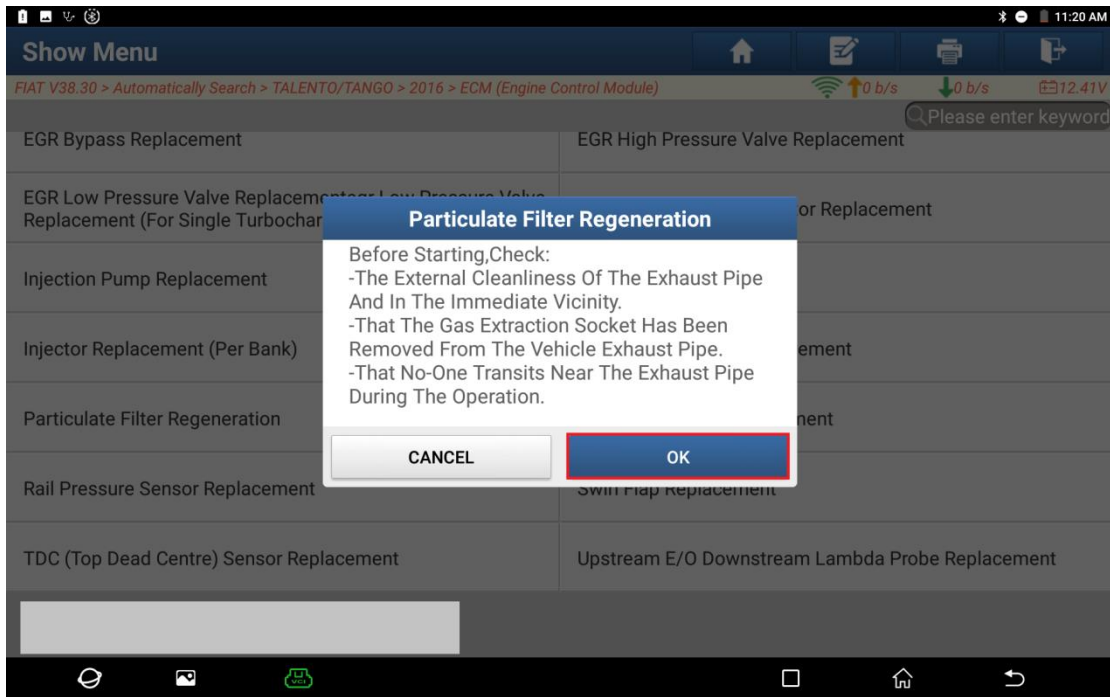 11:20 AM
Show Menu
FIAT V38.30 > Automatically Search > TALENTO/TANGO > 2016 > ECM (Engine Control Module)
0 b/s
0 b/s
12.41V
Please enter keyword
EGR Bypass Replacement
EGR High Pressure Valve Replacement
EGR Low Pressure Valve
Replacement (For Single
or Replacement
Particulate Filter Regeneration
Before Starting,Check:
-The External Cleanliness Of The Exhaust Pipe
And In The Immediate Vicinity.
-That The Gas Extraction Socket Has Been
Removed From The Vehicle Exhaust Pipe.
-That No-One Transits Near The Exhaust Pipe
During The Operation.
CANCEL
OK
Injection Pump Replacement
Injector Replacement (Per Bank)
Particulate Filter Regeneration
Rail Pressure Sensor Replacement
TDC (Top Dead Centre) Sensor Replacement
Upstream E/O Downstream Lambda Probe Replacement
VCI